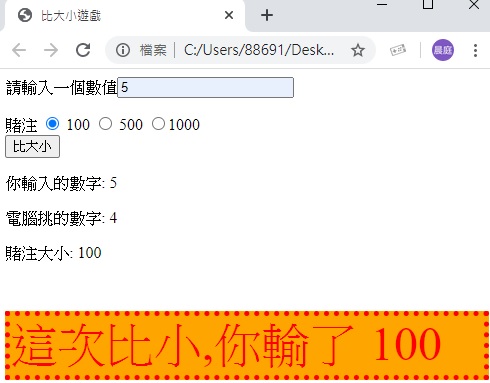 比大小遊戲
檔案 | C:/Users/88691/Desk...
晨庭
請輸入一個數值5
賭注 100 500 1000
比大小
你輸入的數字: 5
電腦挑的數字: 4
賭注大小: 100
這次比小,你輸了 100